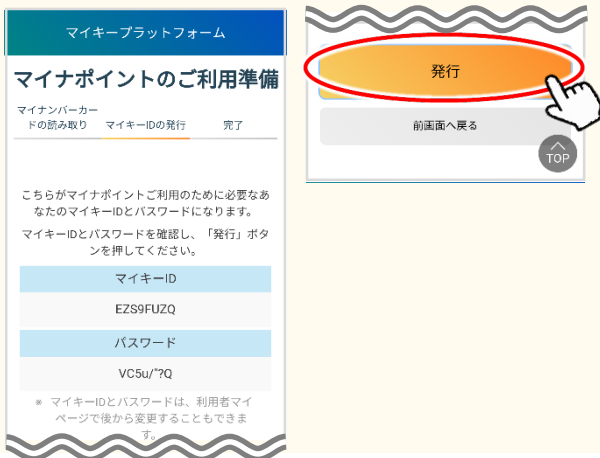 マイキープラットフォーム
マイナポイントのご利用準備
マイナンバーカー
ドの読み取り
マイキーIDの発行
完了
こちらがマイナポイントご利用のために必要なあ
なたのマイキーIDとパスワードになります。
マイキーIDとパスワードを確認し、「発行」ボタ
ンを押してください。
マイキーID
EZS9FUZQ
パスワード
VC5u/"?Q
※ マイキーIDとパスワードは、利用者マイ
ページで後から変更することもできま
す。
発行
前画面へ戻る
TOP